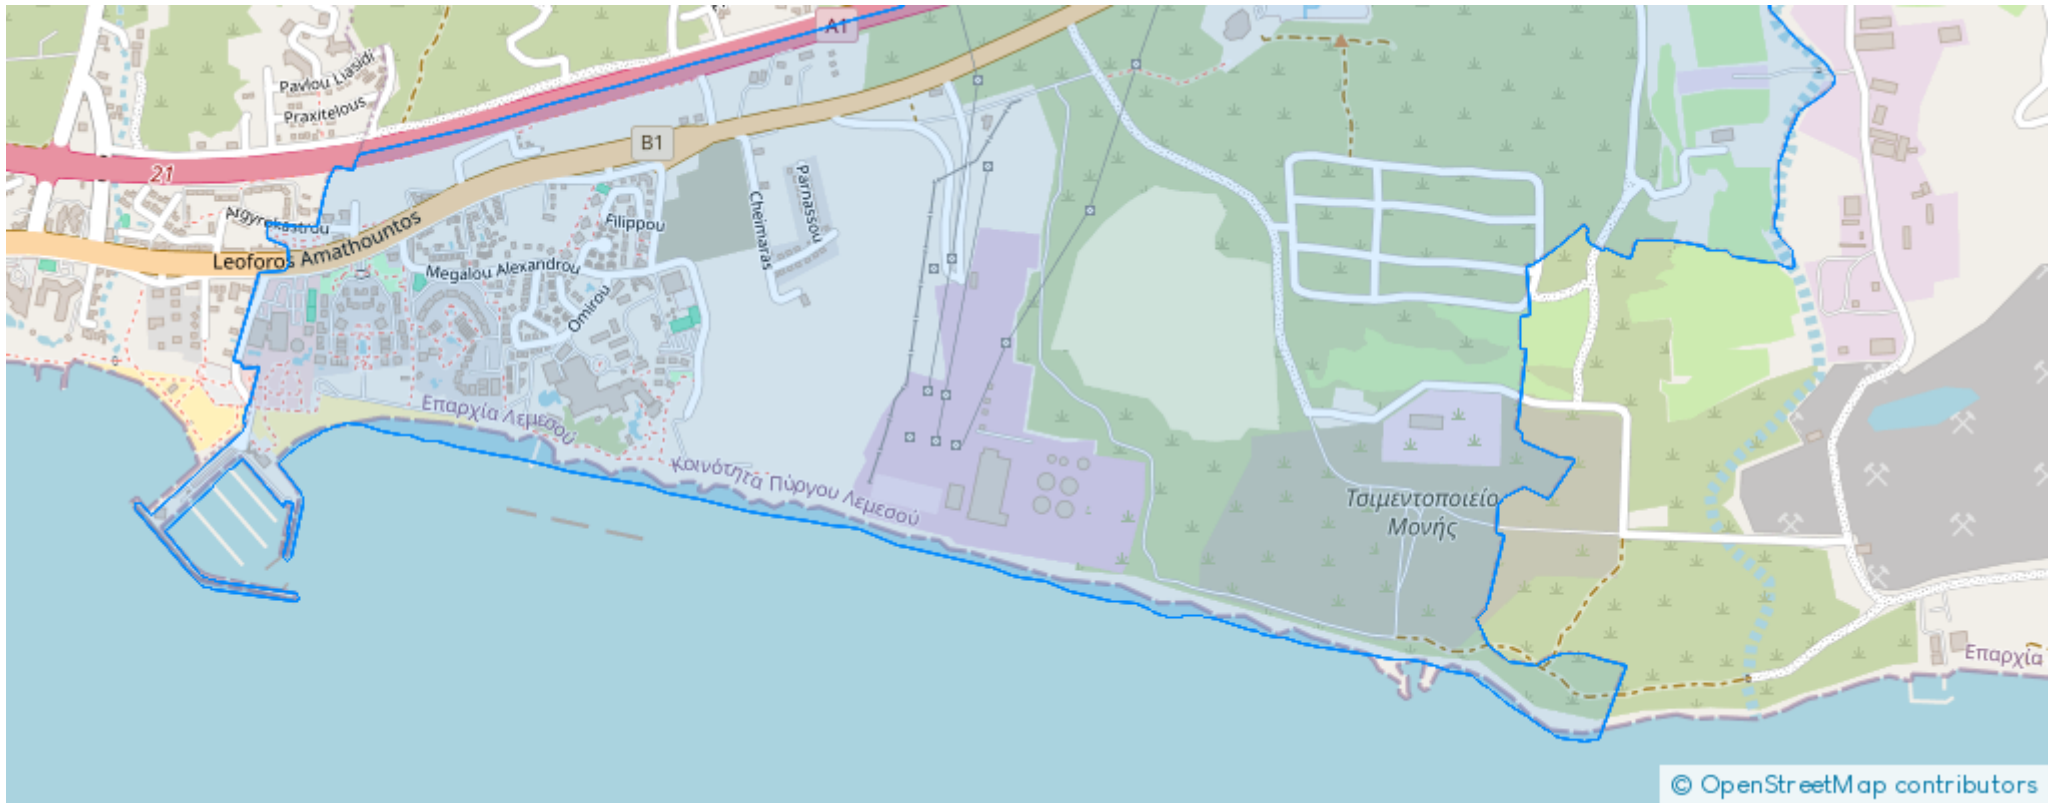 A1
Pavlou Liasidi
Praxitelous
B1
21
Argyrokastrou
Leoforos Amathountos
Filippou
Parnassou
Cheimaras
Megalou Alexandrou
Omirou
Επαρχία Λεμεσού
Κοινότητα Πύργου Λεμεσού
Τσιμεντοποιείο
Μονής
Επαρχία
© OpenStreetMap contributors